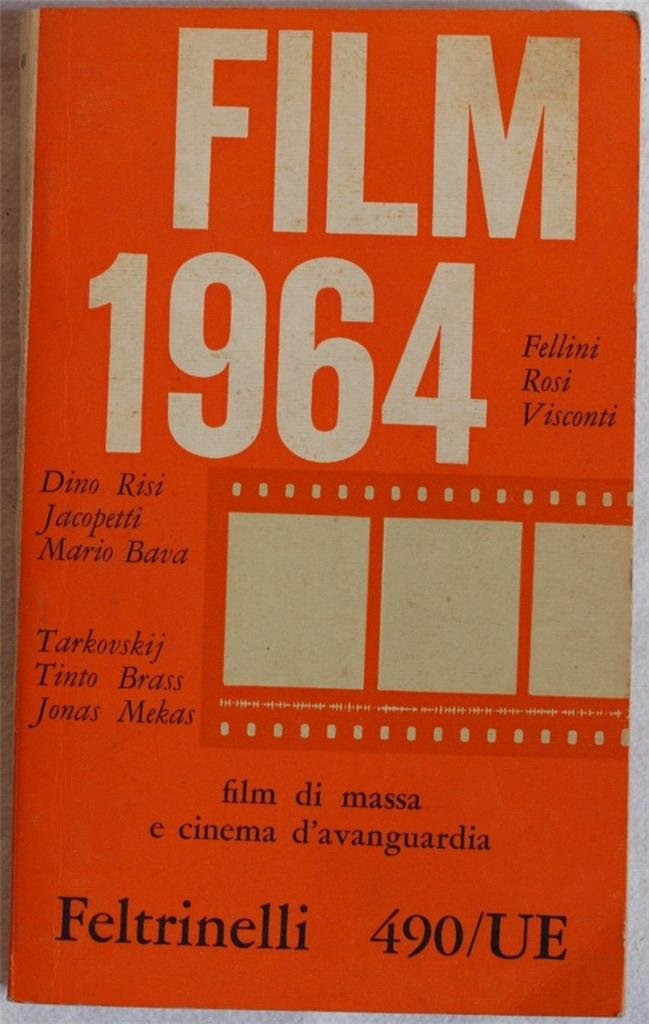 FILM
1964
Fellini
Rosi
Visconti
Dino Risi
Jacopetti
Mario Bava
Tarkovskij
Tinto Brass
Jonas Mekas
film di massa
e cinema d'avanguardia
Feltrinelli 490/UE